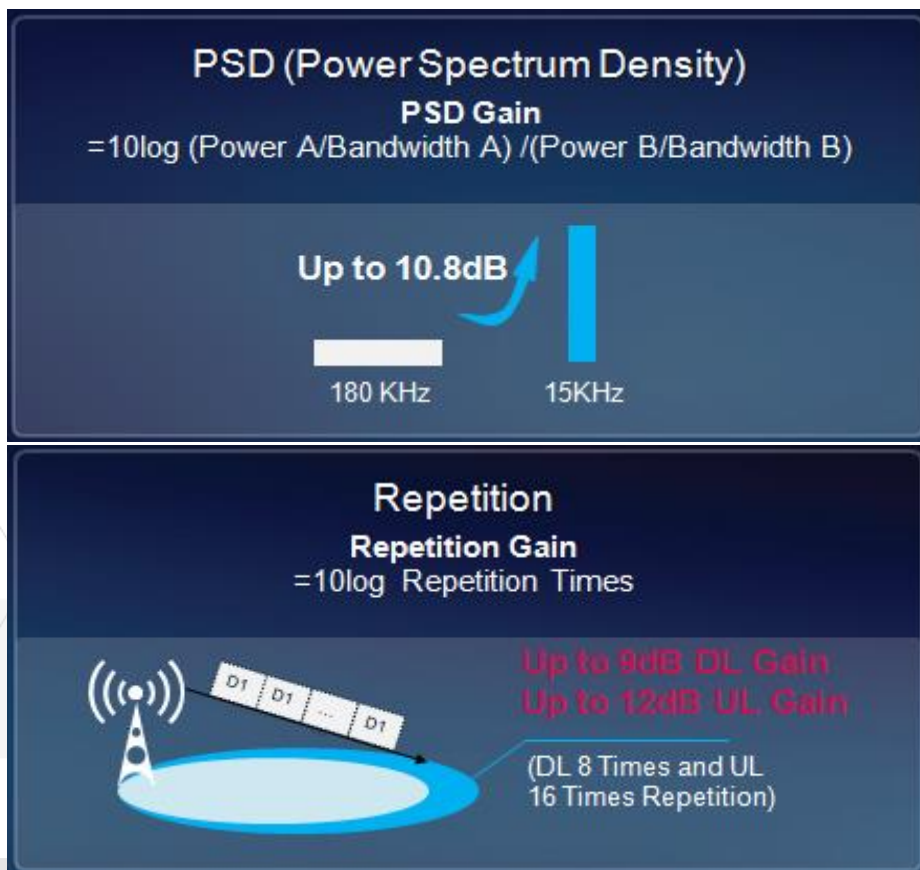 PSD (Power Spectrum Density)
PSD Gain
=10log (Power A/Bandwidth A) /(Power B/Bandwidth B)
Up to 10.8dB
180 KHz
15KHz
Repetition
Repetition Gain
=10log Repetition Times
D1 D1 ... D1
Up to 9dB DL Gain
Up to 12dB UL Gain
(DL 8 Times and UL
16 Times Repetition)